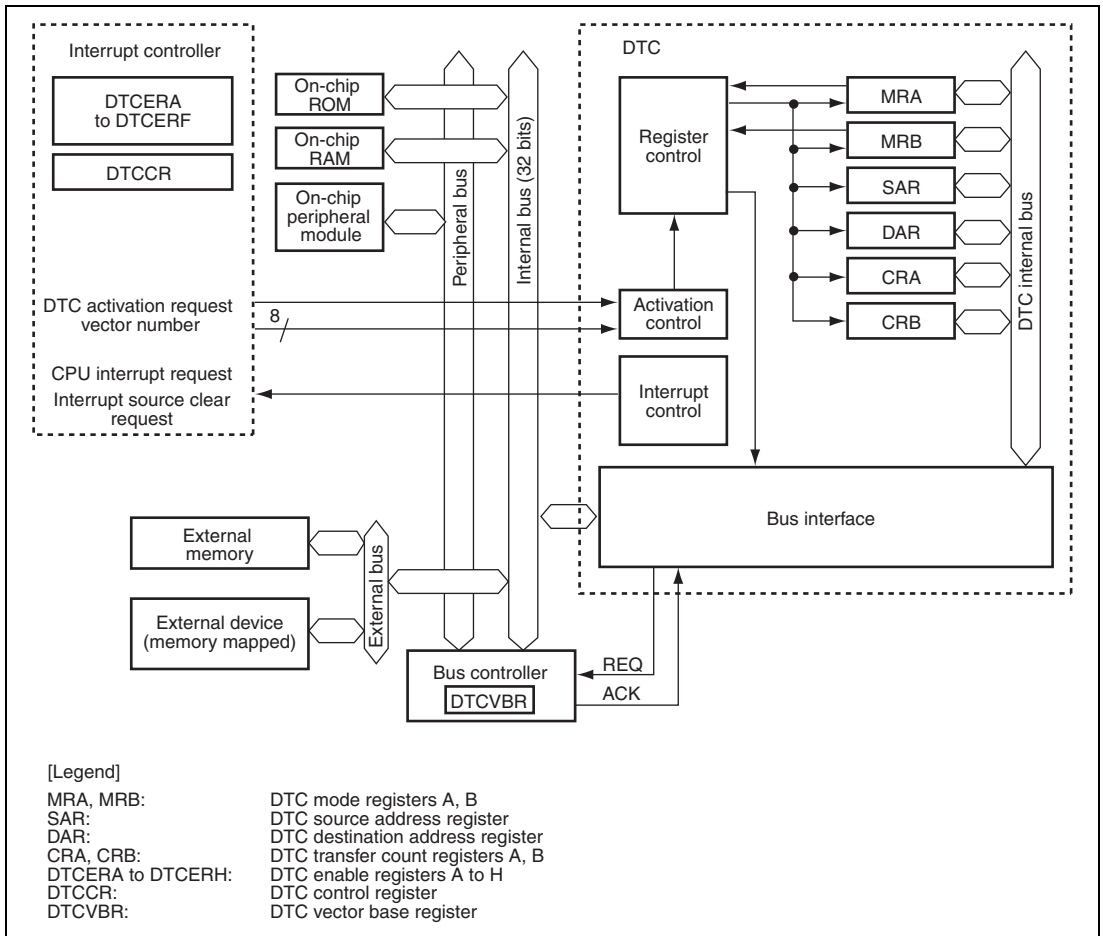 Interrupt controller
DTCERA
to DTCERF
DTCCR
DTC activation request
vector number
8
CPU interrupt request
Interrupt source clear
request
On-chip
ROM
On-chip
RAM
On-chip
peripheral
module
Peripheral bus
Internal bus (32 bits)
DTC
Register
control
Activation
control
Interrupt
control
MRA
MRB
SAR
DAR
CRA
CRB
DTC internal bus
Bus interface
External
memory
External device
(memory mapped)
External bus
Bus controller
DTCVBR
REQ
ACK
[Legend]
MRA, MRB: DTC mode registers A, B
SAR: DTC source address register
DAR: DTC destination address register
CRA, CRB: DTC transfer count registers A, B
DTCERA to DTCERH: DTC enable registers A to H
DTCCR: DTC control register
DTCVBR: DTC vector base register